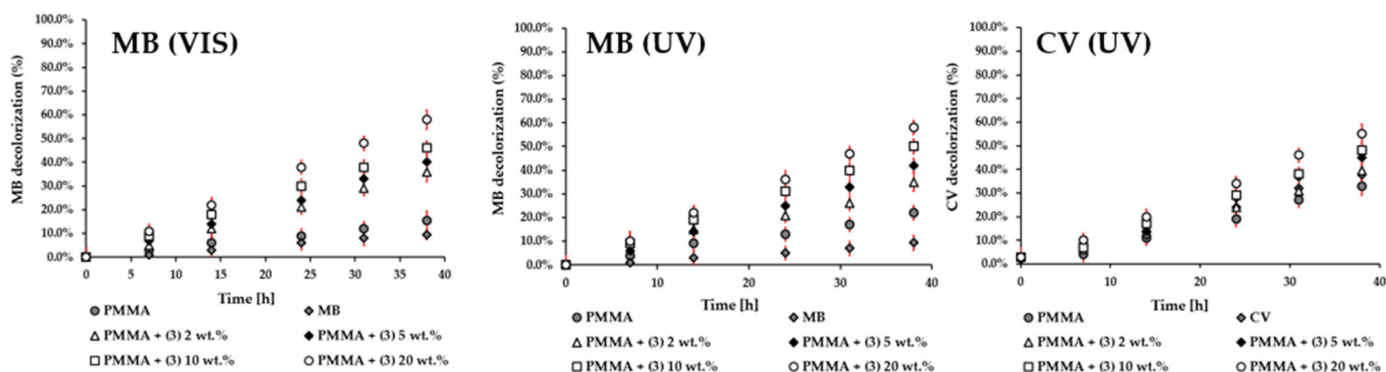 MB (VIS)
MB decolorization (%)
100.0%
90.0%
80.0%
70.0%
60.0%
50.0%
40.0%
30.0%
20.0%
10.0%
0.0%
0 5 10 15 20 25 30 35 40
Time [h]
PMMA MB
PMMA + (3) 2 wt.% PMMA + (3) 5 wt.%
PMMA + (3) 10 wt.% PMMA + (3) 20 wt.%
MB (UV)
MB decolorization (%)
100.0%
90.0%
80.0%
70.0%
60.0%
50.0%
40.0%
30.0%
20.0%
10.0%
0.0%
0 10 20 30 40
Time [h]
PMMA MB
PMMA + (3) 2 wt.% PMMA + (3) 5 wt.%
PMMA + (3) 10 wt.% PMMA + (3) 20 wt.%
CV (UV)
CV decolorization (%)
100.0%
90.0%
80.0%
70.0%
60.0%
50.0%
40.0%
30.0%
20.0%
10.0%
0.0%
0 10 20 30 40
Time [h]
PMMA CV
PMMA + (3) 2 wt.% PMMA + (3) 5 wt.%
PMMA + (3) 10 wt.% PMMA + (3) 20 wt.%